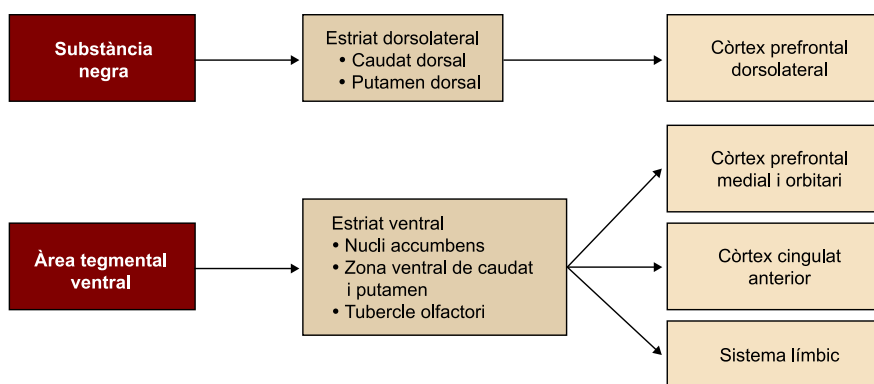 Substància
negra
Estriat dorsolateral
• Caudat dorsal
• Putamen dorsal
Còrtex prefrontal
dorsolateral
Còrtex prefrontal
medial i orbitari
Àrea tegmental
ventral
Estriat ventral
• Nucli accumbens
• Zona ventral de caudat
i putamen
• Tubercle olfactori
Còrtex cingulat
anterior
Sistema límbic